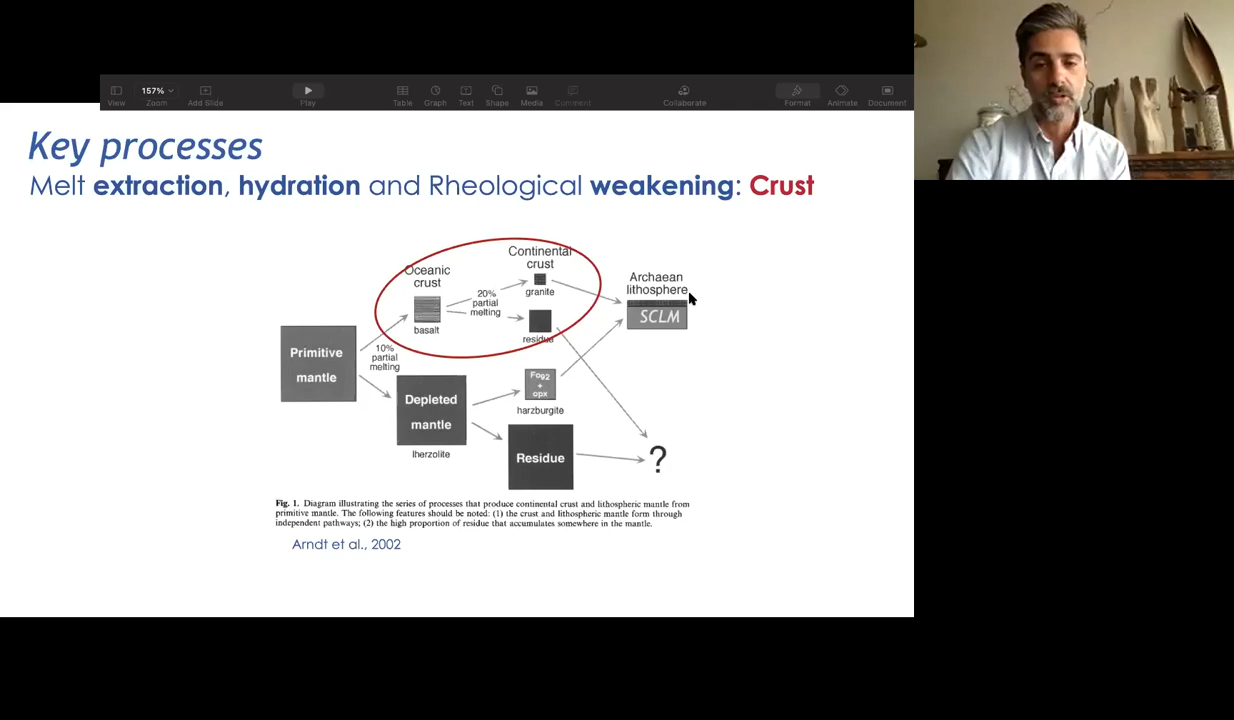 157%
View
Zoom
Add Slide
Play
Table
Graph
Text
Shape
Media
Comment
Collaborate
Format
Animate
Document
Key processes
Melt extraction, hydration and Rheological weakening: Crust
Continental
crust
Oceanic
crust
granite
20%
partial
melting
basalt
residue
Archaean
lithosphere
SCLM
Primitive
mantle
10%
partial
melting
Depleted
mantle
lherzolite
Fo92
+
opx
harzburgite
Residue
?
Fig. 1. Diagram illustrating the series of processes that produce continental crust and lithospheric mantle from
primitive mantle. The following features should be noted: (1) the crust and lithospheric mantle form through
independent pathways; (2) the high proportion of residue that accumulates somewhere in the mantle.
Arndt et al., 2002